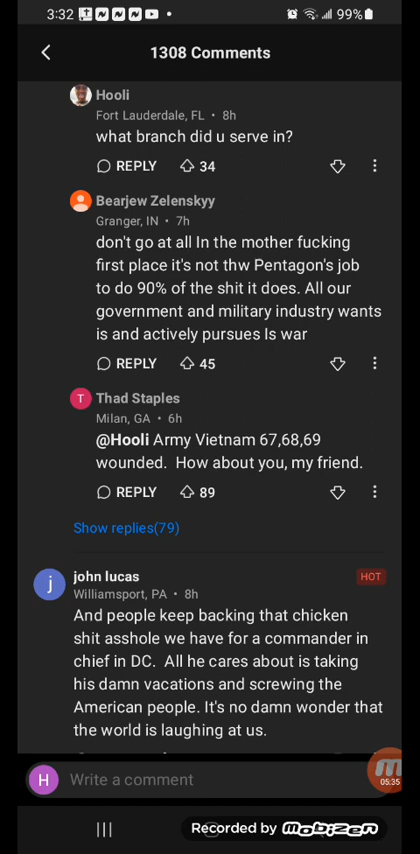 3:32 99%
1308 Comments
Hooli
Fort Lauderdale, FL • 8h
what branch did u serve in?
REPLY 34
Bearjew Zelenskyy
Granger, IN • 7h
don't go at all In the mother fucking
first place it's not thw Pentagon's job
to do 90% of the shit it does. All our
government and military industry wants
is and actively pursues Is war
REPLY 45
T Thad Staples
Milan, GA • 6h
@Hooli Army Vietnam 67,68,69
wounded. How about you, my friend.
REPLY 89
Show replies(79)
j john lucas HOT
Williamsport, PA • 8h
And people keep backing that chicken
shit asshole we have for a commander in
chief in DC. All he cares about is taking
his damn vacations and screwing the
American people. It's no damn wonder that
the world is laughing at us.
H Write a comment
05:35
Recorded by mobizen